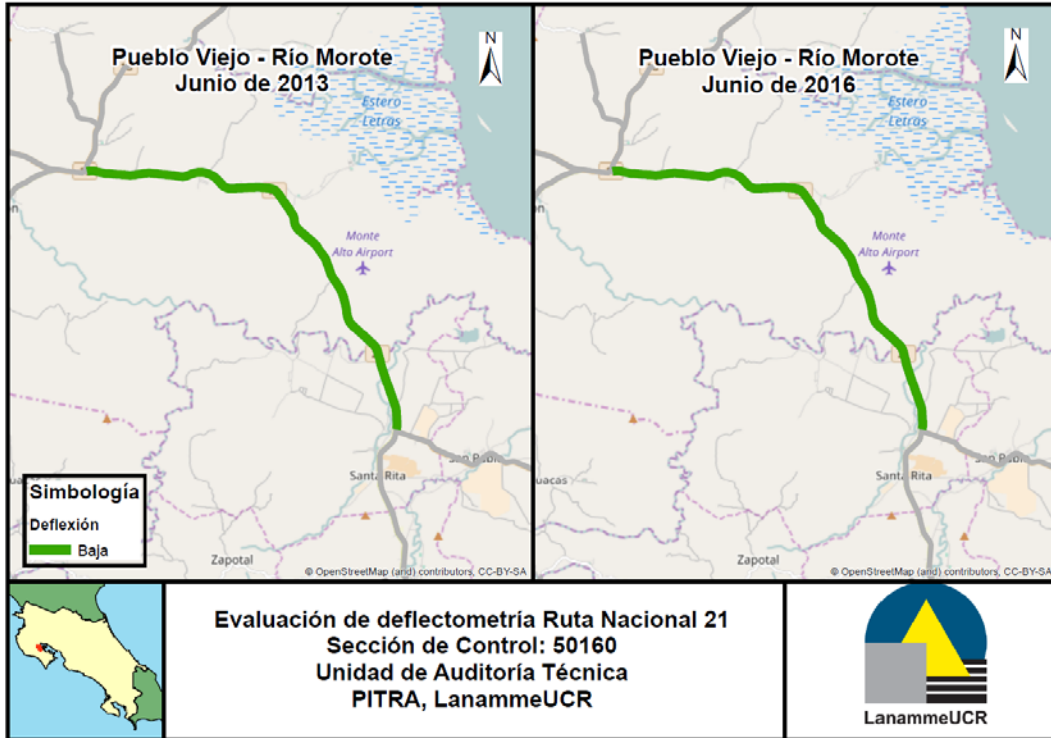 Pueblo Viejo - Río Morote
Junio de 2013
N
Estero
Letras
Monte
Alto Airport
Santa Rita
San Pablo
Zapotal
Simbología
Deflexión
Baja
© OpenStreetMap (and) contributors, CC-BY-SA
Pueblo Viejo - Río Morote
Junio de 2016
N
Estero
Letras
Monte
Alto Airport
Santa Rita
San Pablo
uacas
Zapotal
© OpenStreetMap (and) contributors, CC-BY-SA
Evaluación de deflectometría Ruta Nacional 21
Sección de Control: 50160
Unidad de Auditoría Técnica
PITRA, LanammeUCR
LanammeUCR